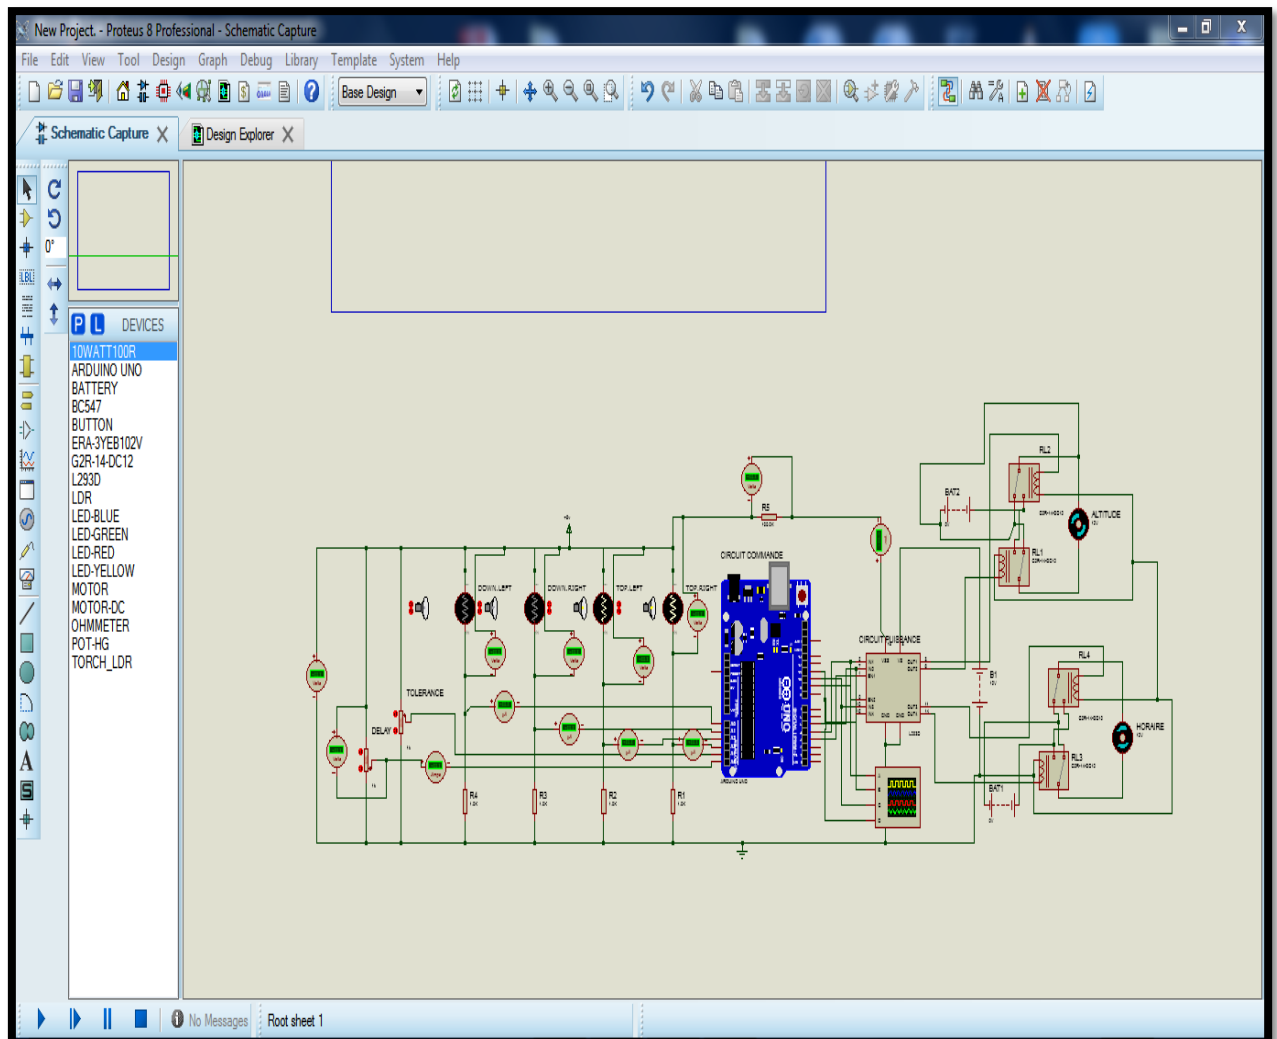 New Project. - Proteus 8 Professional - Schematic Capture
File Edit View Tool Design Graph Debug Library Template System Help
Base Design
Schematic Capture
Design Explorer
0°
LBL
P L DEVICES
10WATT100R
ARDUINO UNO
BATTERY
BC547
BUTTON
ERA-3YEB102V
G2R-14-DC12
L293D
LDR
LED-BLUE
LED-GREEN
LED-RED
LED-YELLOW
MOTOR
MOTOR-DC
OHMMETER
POT-HG
TORCH_LDR
RL2
BAT2
R5
ALTITUDE
CIRCUIT COMMANDE
RL1
DOWN.LEFT
DOWN.RIGHT
TOP.LEFT
TOP.RIGHT
CIRCUIT PUISSANCE
RL4
B1
TOLERANCE
DELAY
HORAIRE
UNO
RL3
BAT1
R4
R3
R2
R1
ARDUINO UNO
No Messages
Root sheet 1